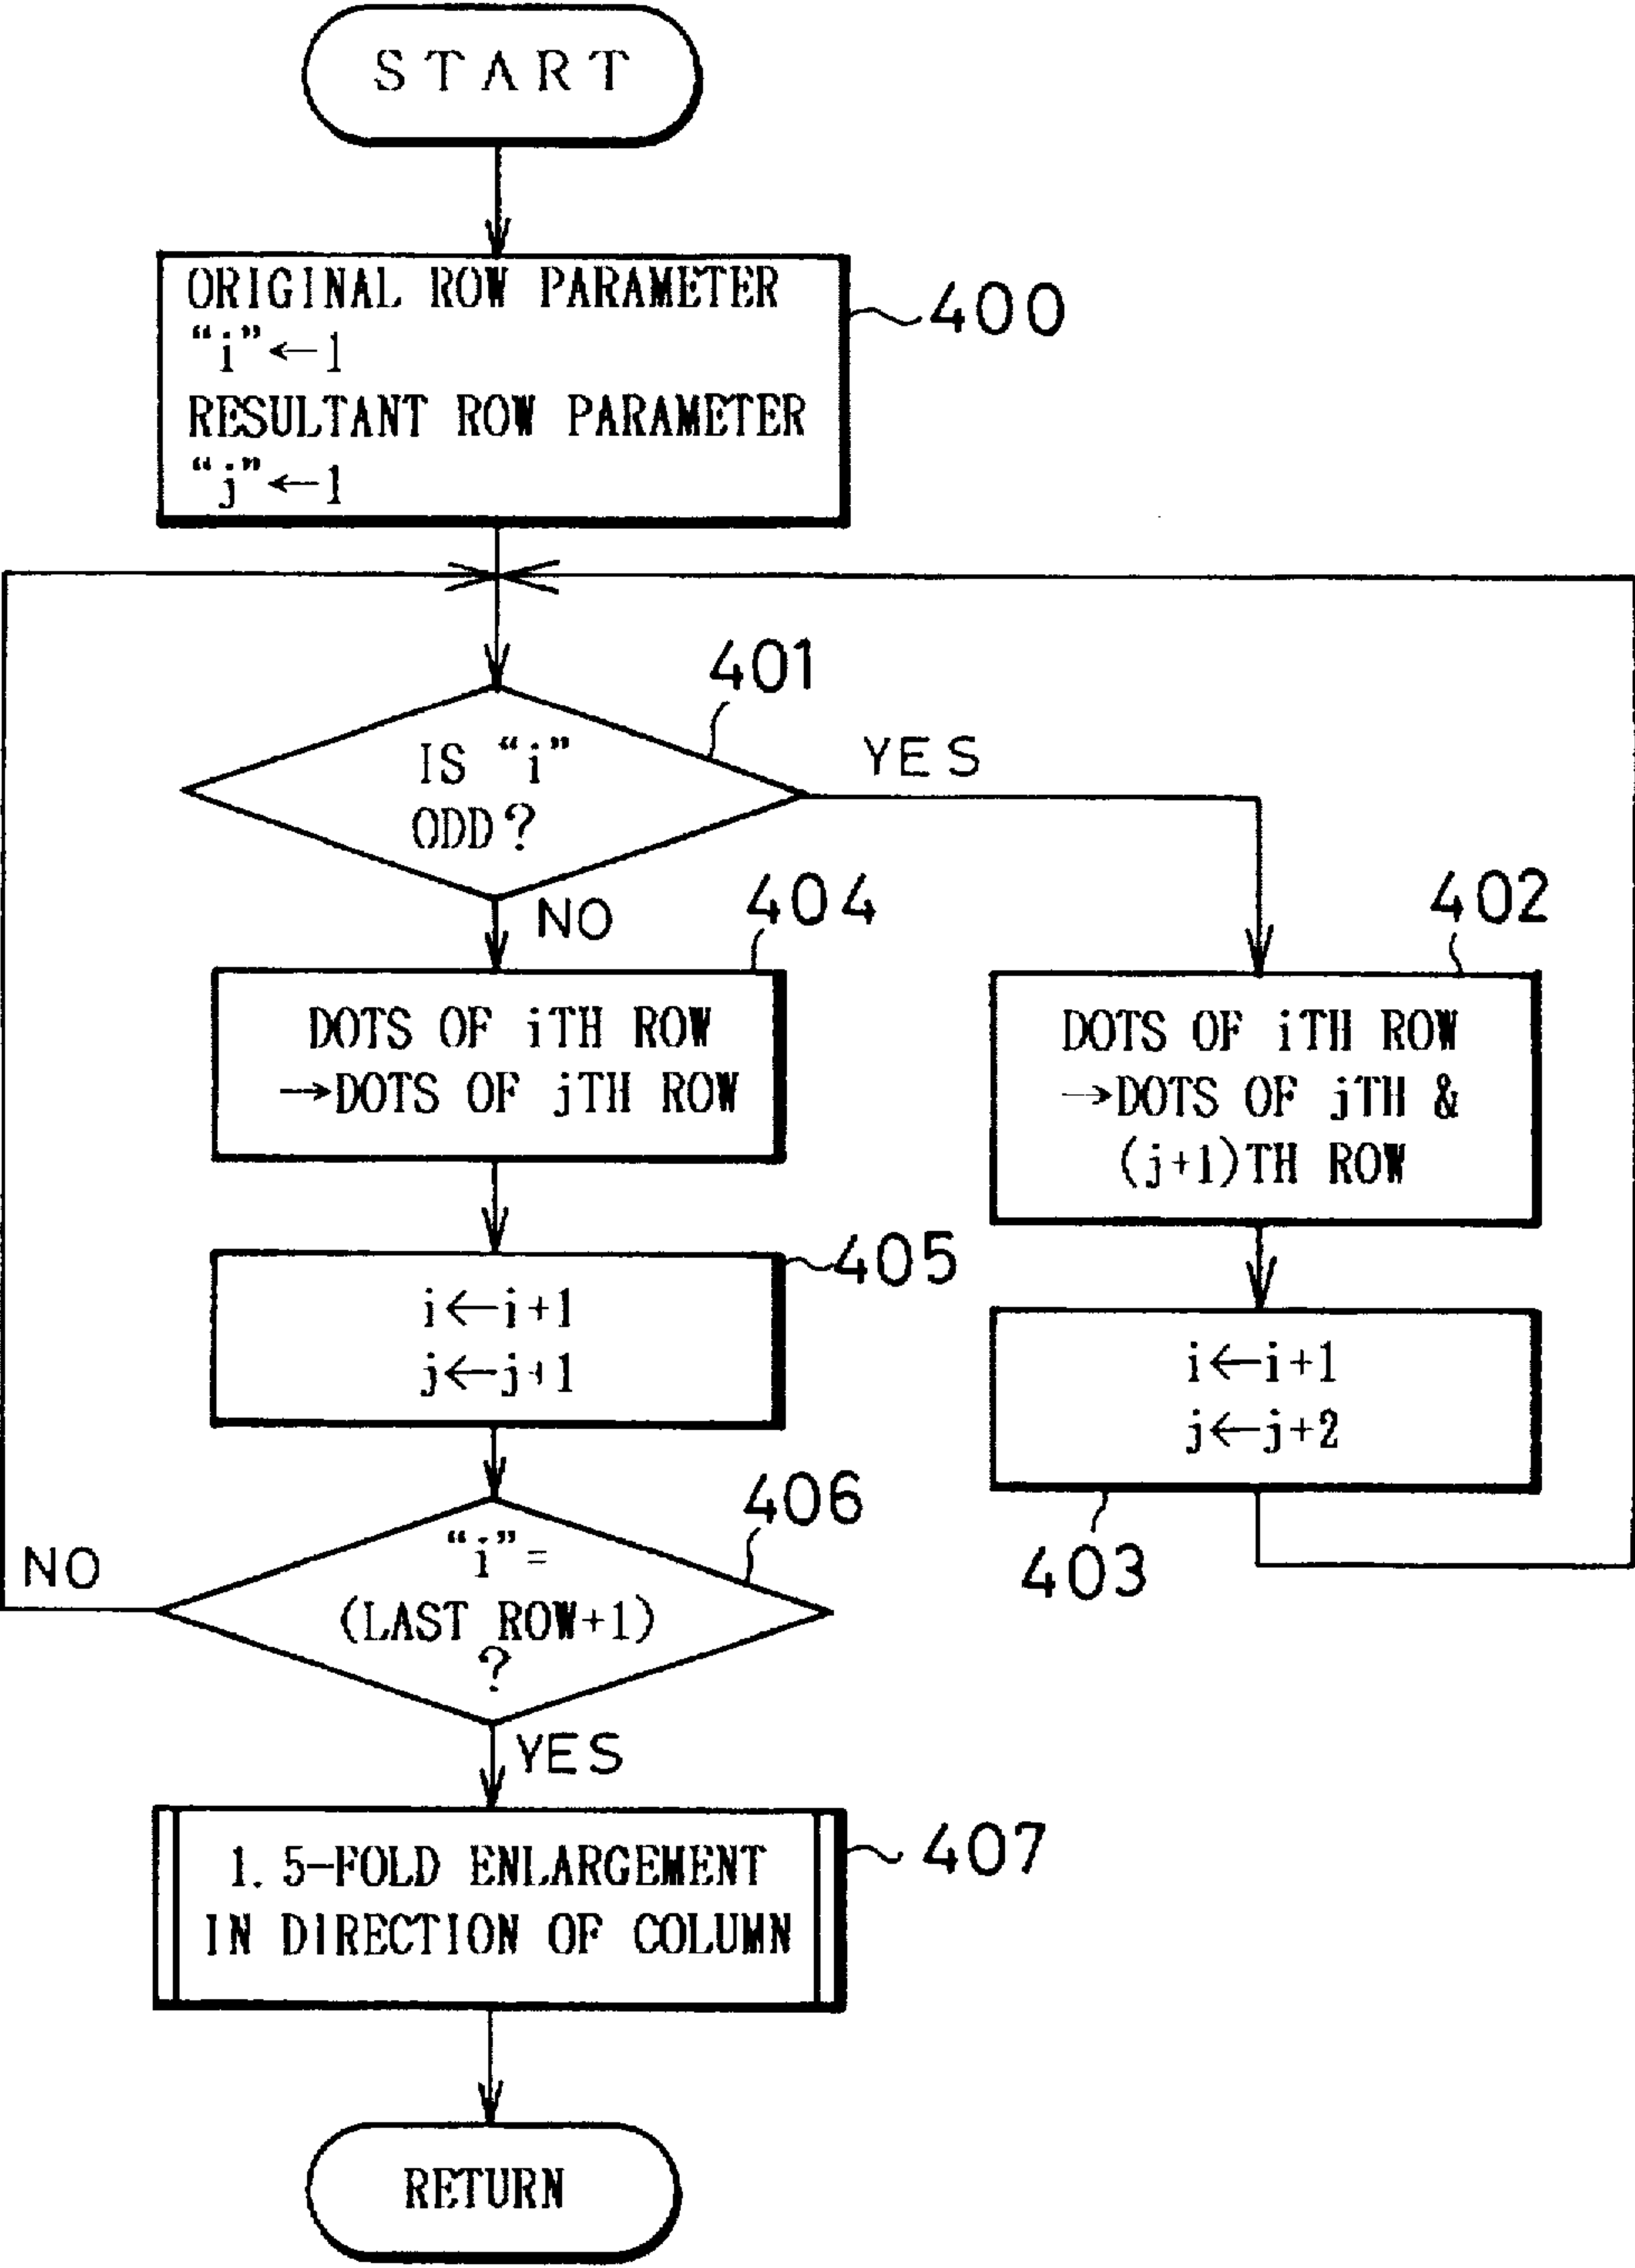 START
ORIGINAL ROW PARAMETER
“i”←1
RESULTANT ROW PARAMETER
“j”←1
400
401
IS “i”
ODD?
YES
NO
404
402
DOTS OF iTH ROW
→DOTS OF jTH ROW
DOTS OF iTH ROW
→DOTS OF jTH &
(j+1)TH ROW
405
i←i+1
j←j+1
i←i+1
j←j+2
403
406
“i”=
(LAST ROW+1)
?
NO
YES
407
1.5-FOLD ENLARGEMENT
IN DIRECTION OF COLUMN
RETURN